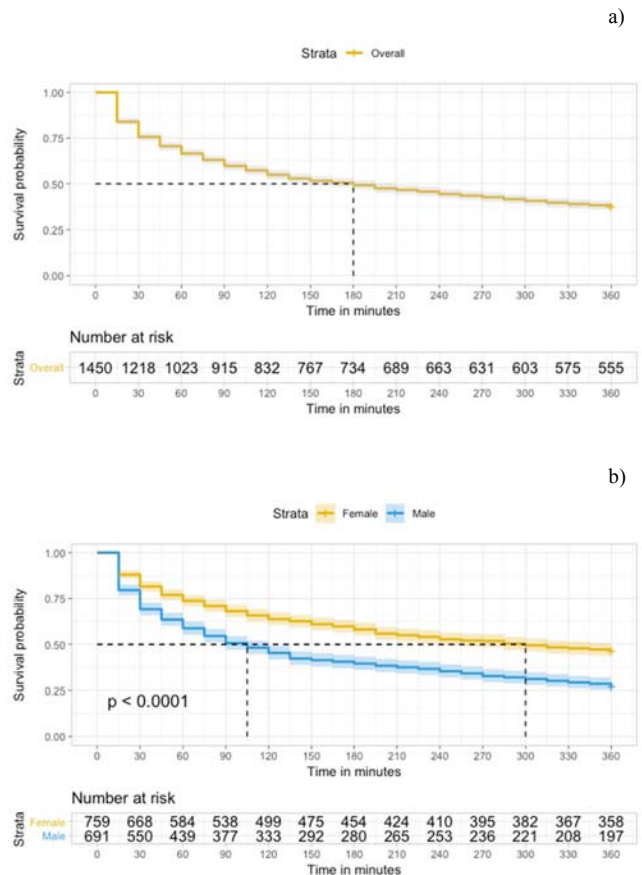 a)
Strata Overall
1.00
0.75
0.50
0.25
0.00
Survival probability
0 30 60 90 120 150 180 210 240 270 300 330 360
Time in minutes
Number at risk
Strata
Overall 1450 1218 1023 915 832 767 734 689 663 631 603 575 555
0 30 60 90 120 150 180 210 240 270 300 330 360
Time in minutes
b)
Strata Female Male
1.00
0.75
0.50
0.25
0.00
Survival probability
p < 0.0001
0 30 60 90 120 150 180 210 240 270 300 330 360
Time in minutes
Number at risk
Strata
Female 759 668 584 538 499 475 454 424 410 395 382 367 358
Male 691 550 439 377 333 292 280 265 253 236 221 208 197
0 30 60 90 120 150 180 210 240 270 300 330 360
Time in minutes